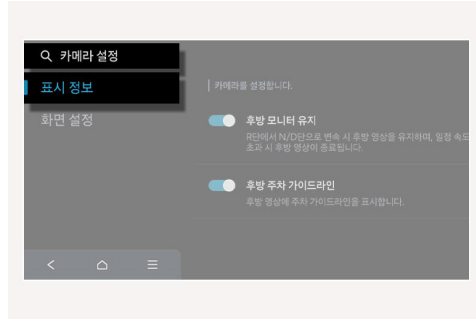 카메라 설정
표시 정보
화면 설정
카메라를 설정합니다.
후방 모니터 유지
R단에서 N/D단으로 변속 시 후방 영상을 유지하며, 일정 속도
초과 시 후방 영상이 종료됩니다.
후방 주차 가이드라인
후방 영상에 주차 가이드라인을 표시합니다.